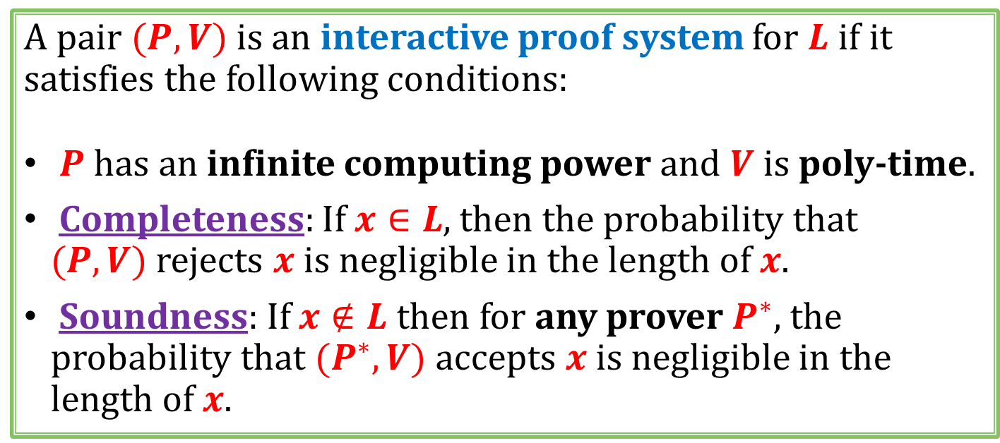 A pair (P, V) is an interactive proof system for L if it
satisfies the following conditions:
• P has an infinite computing power and V is poly-time.
• Completeness: If x ∈ L, then the probability that
(P, V) rejects x is negligible in the length of x.
• Soundness: If x ∉ L then for any prover P*, the
probability that (P*, V) accepts x is negligible in the
length of x.